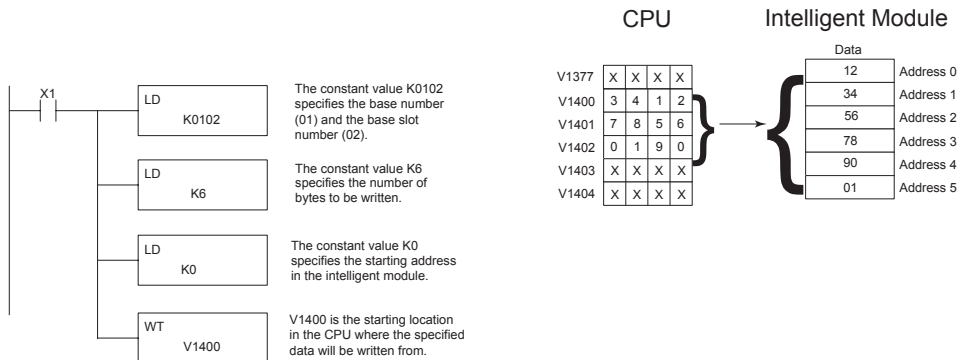 CPU
Intelligent Module
X1
LD
K0102
The constant value K0102
specifies the base number
(01) and the base slot
number (02).
LD
K6
The constant value K6
specifies the number of
bytes to be written.
LD
K0
The constant value K0
specifies the starting address
in the intelligent module.
WT
V1400
V1400 is the starting location
in the CPU where the specified
data will be written from.
V1377 X X X X
V1400 3 4 1 2
V1401 7 8 5 6
V1402 0 1 9 0
V1403 X X X X
V1404 X X X X
Data
12 Address 0
34 Address 1
56 Address 2
78 Address 3
90 Address 4
01 Address 5